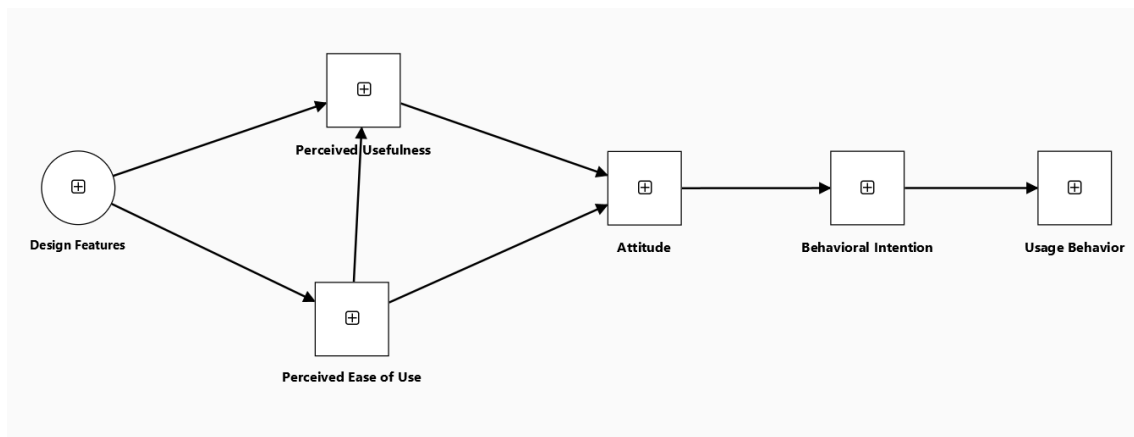 Perceived Usefulness
Design Features
Attitude
Behavioral Intention
Usage Behavior
Perceived Ease of Use